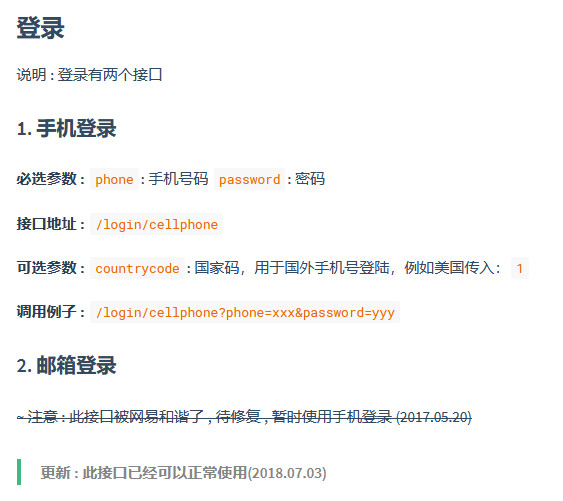 登录
说明 : 登录有两个接口
1. 手机登录
必选参数 : phone : 手机号码 password : 密码
接口地址 : /login/cellphone
可选参数 : countrycode : 国家码，用于国外手机号登陆，例如美国传入： 1
调用例子 : /login/cellphone?phone=xxx&password=yyy
2. 邮箱登录
~ 注意 : 此接口被网易和谐了 , 待修复 , 暂时使用手机登录 (2017.05.20)
更新 : 此接口已经可以正常使用(2018.07.03)